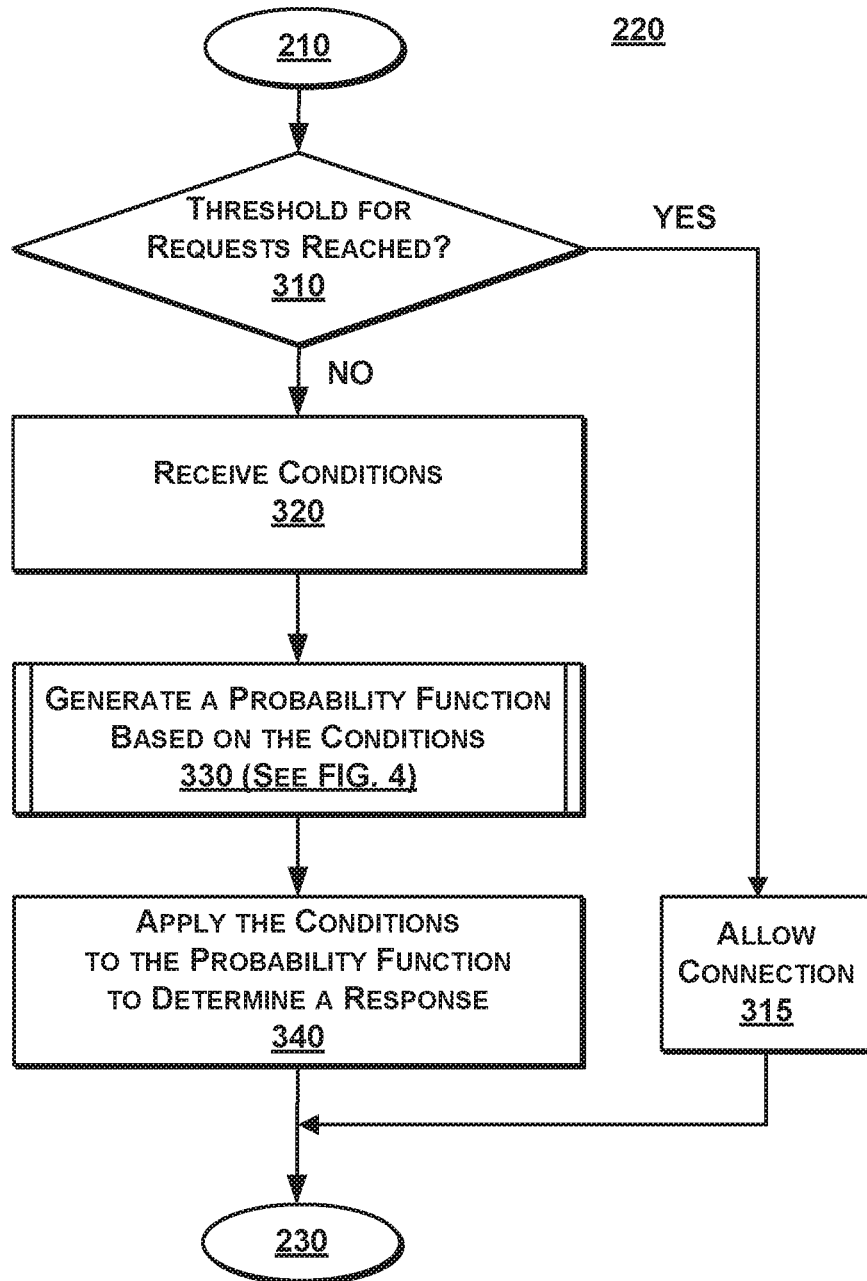 210
220
THRESHOLD FOR
REQUESTS REACHED?
310
YES
NO
RECEIVE CONDITIONS
320
GENERATE A PROBABILITY FUNCTION
BASED ON THE CONDITIONS
330 (SEE FIG. 4)
APPLY THE CONDITIONS
TO THE PROBABILITY FUNCTION
TO DETERMINE A RESPONSE
340
ALLOW
CONNECTION
315
230